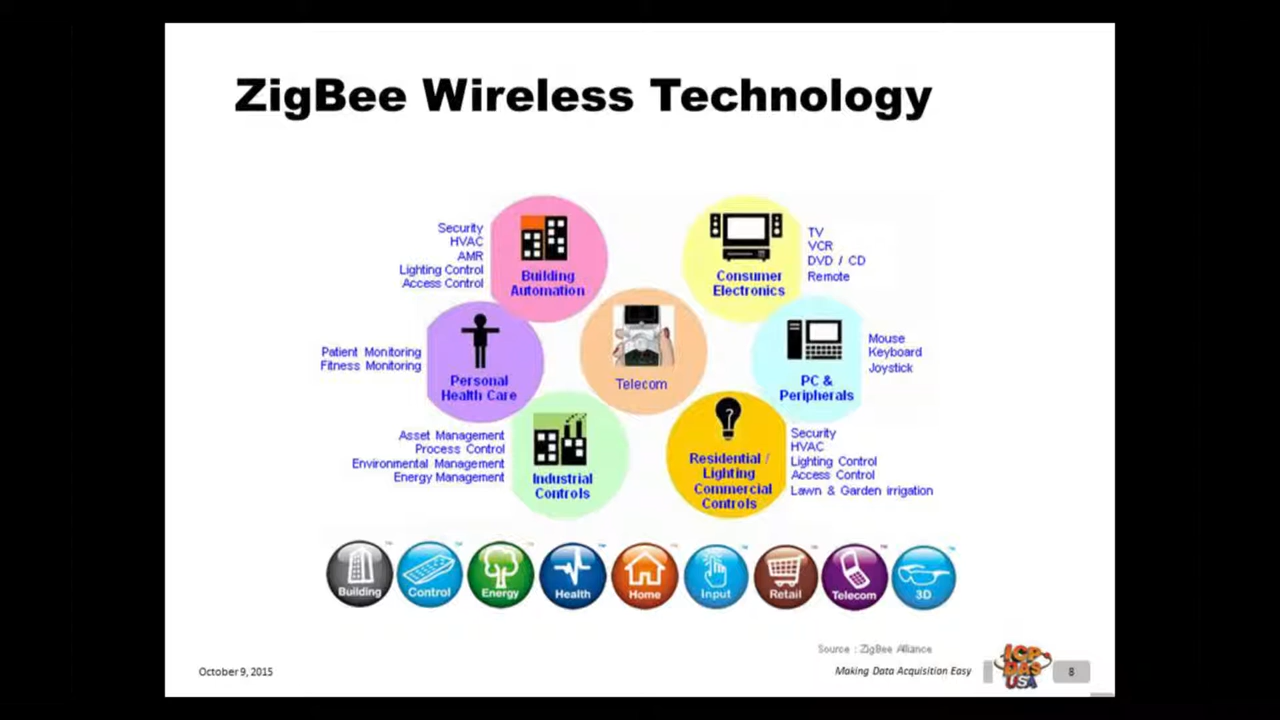 ZigBee Wireless Technology
Security
HVAC
AMR
Lighting Control
Access Control
Building
Automation
Consumer
Electronics
TV
VCR
DVD / CD
Remote
Patient Monitoring
Fitness Monitoring
Personal
Health Care
Telecom
PC &
Peripherals
Mouse
Keyboard
Joystick
Asset Management
Process Control
Environmental Management
Energy Management
Industrial
Controls
Residential /
Lighting
Commercial
Controls
Security
HVAC
Lighting Control
Access Control
Lawn & Garden irrigation
Building
Control
Energy
Health
Home
Input
Retail
Telecom
3D
Source : ZigBee Alliance
October 9, 2015
Making Data Acquisition Easy
ICP
DAS
USA
8